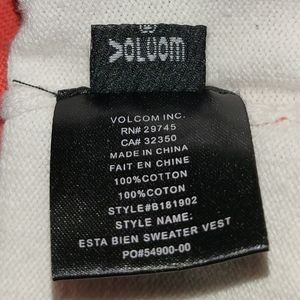 VOLCOM
VOLCOM INC.
RN# 29745
CA# 32350
MADE IN CHINA
FAIT EN CHINE
100%COTTON
100%COTON
STYLE#B181902
STYLE NAME:
ESTA BIEN SWEATER VEST
PO#54900-00